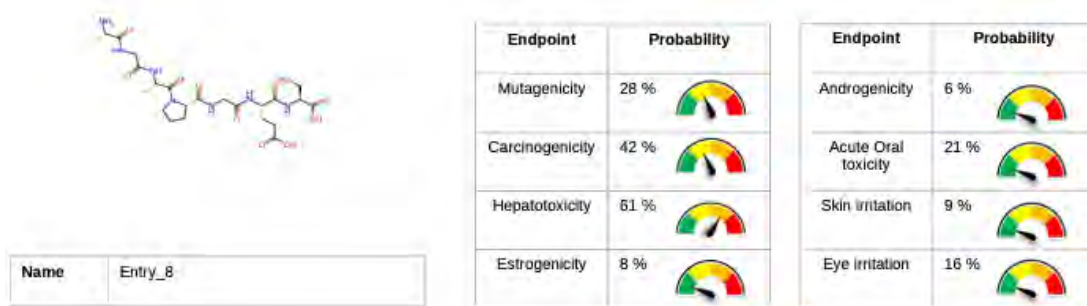 Endpoint Probability
Mutagenicity 28 %
Carcinogenicity 42 %
Hepatotoxicity 61 %
Estrogenicity 8 %
Endpoint Probability
Androgenicity 6 %
Acute Oral
toxicity 21 %
Skin irritation 9 %
Eye irritation 16 %
Name Entry_8